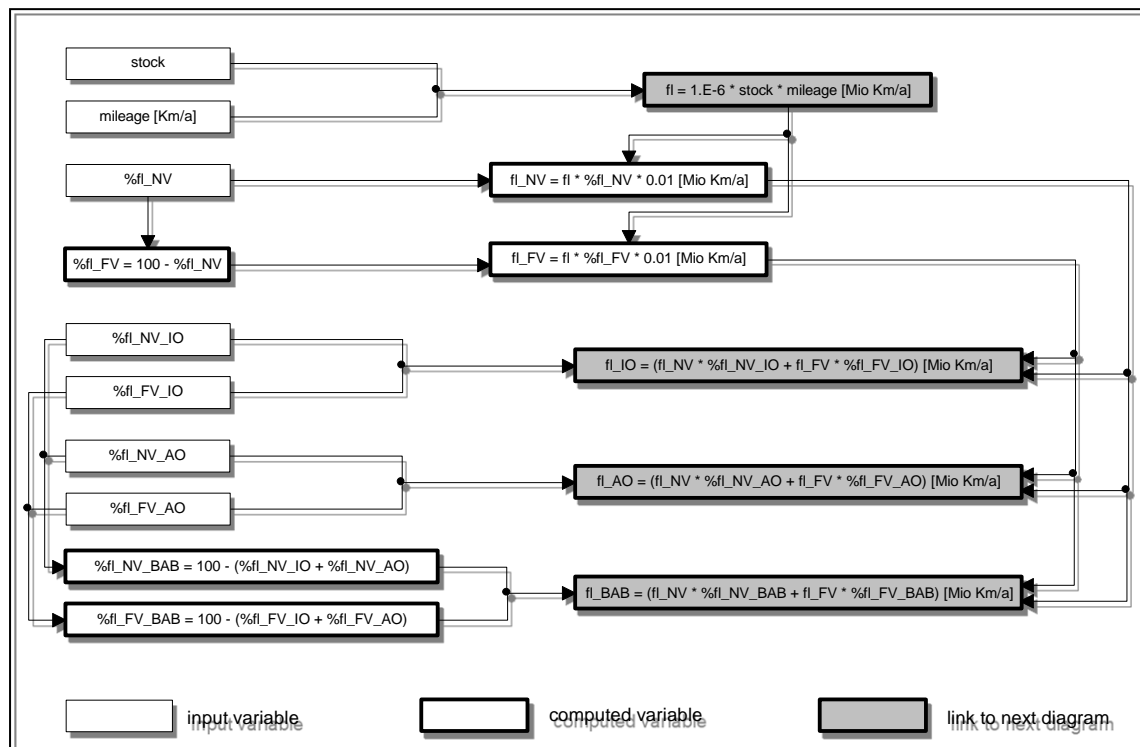 stock
fl = 1.E-6 * stock * mileage [Mio Km/a]
mileage [Km/a]
%fl_NV
fl_NV = fl * %fl_NV * 0.01 [Mio Km/a]
%fl_FV = 100 - %fl_NV
fl_FV = fl * %fl_FV * 0.01 [Mio Km/a]
%fl_NV_IO
fl_IO = (fl_NV * %fl_NV_IO + fl_FV * %fl_FV_IO) [Mio Km/a]
%fl_FV_IO
%fl_NV_AO
fl_AO = (fl_NV * %fl_NV_AO + fl_FV * %fl_FV_AO) [Mio Km/a]
%fl_FV_AO
%fl_NV_BAB = 100 - (%fl_NV_IO + %fl_NV_AO)
fl_BAB = (fl_NV * %fl_NV_BAB + fl_FV * %fl_FV_BAB) [Mio Km/a]
%fl_FV_BAB = 100 - (%fl_FV_IO + %fl_FV_AO)
input variable
computed variable
link to next diagram